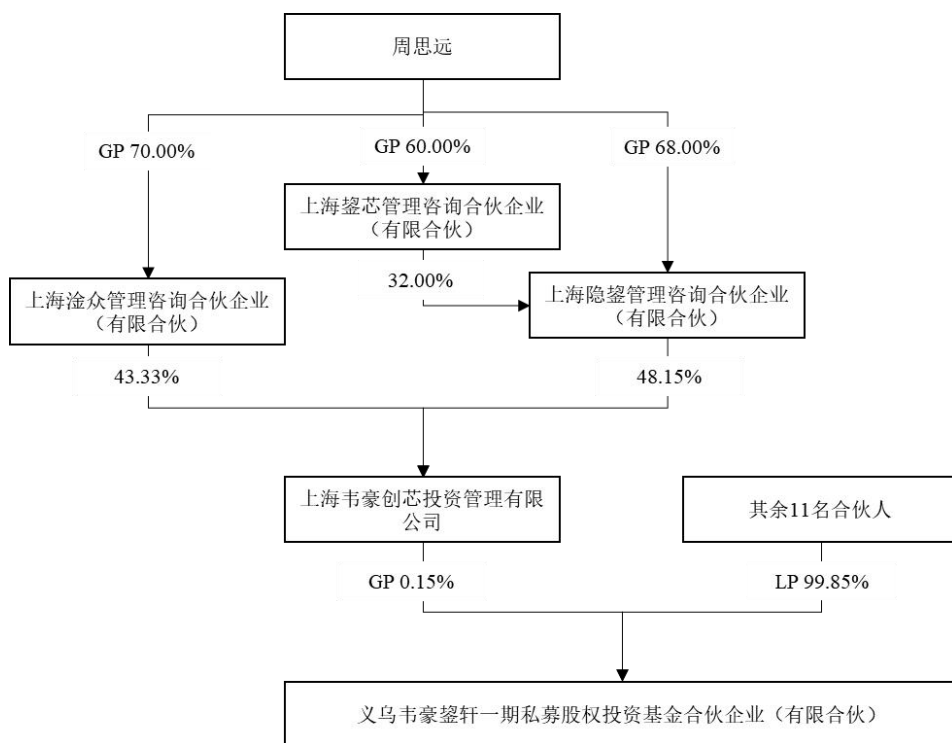 周思远
GP 70.00%
GP 60.00%
GP 68.00%
上海鋆芯管理咨询合伙企业
（有限合伙）
32.00%
上海淦众管理咨询合伙企业
（有限合伙）
上海隐鋆管理咨询合伙企业
（有限合伙）
43.33%
48.15%
上海韦豪创芯投资管理有限
公司
其余11名合伙人
GP 0.15%
LP 99.85%
义乌韦豪鋆轩一期私募股权投资基金合伙企业（有限合伙）